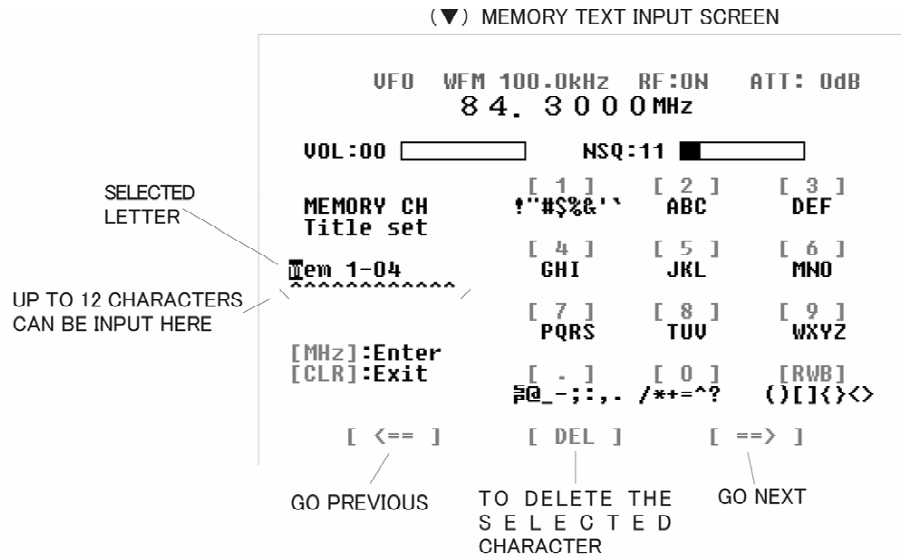 (▼) MEMORY TEXT INPUT SCREEN
VFO WFM 100.0kHz RF:ON ATT: 0dB
84.3000MHz
VOL:00 NSQ:11
SELECTED
LETTER
MEMORY CH
Title set
mem 1-04
^^^^^^^^^^^^
UP TO 12 CHARACTERS
CAN BE INPUT HERE
[MHz]:Enter
[CLR]:Exit
[ 1 ] [ 2 ] [ 3 ]
!"#$%&'` ABC DEF
[ 4 ] [ 5 ] [ 6 ]
GHI JKL MNO
[ 7 ] [ 8 ] [ 9 ]
PQRS TUV WXYZ
[ . ] [ 0 ] [RWB]
@_-;:,. /*+=^? ()[]{}<>
[ <== ] [ DEL ] [ ==> ]
GO PREVIOUS
TO DELETE THE
SELECTED
CHARACTER
GO NEXT